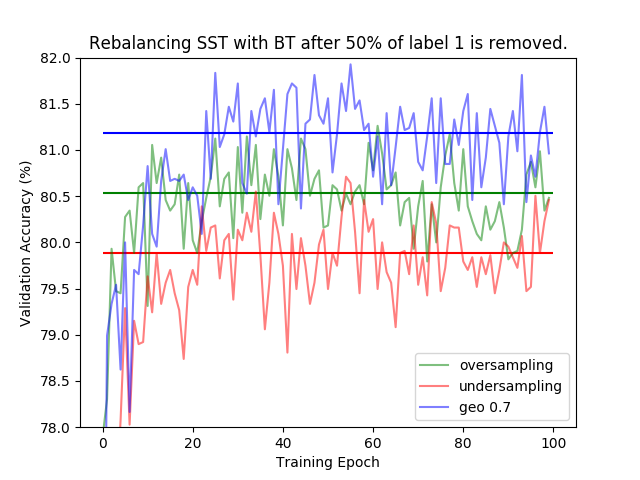 Rebalancing SST with BT after 50% of label 1 is removed.
Validation Accuracy (%)
82.0
81.5
81.0
80.5
80.0
79.5
79.0
78.5
78.0
oversampling
undersampling
geo 0.7
0 20 40 60 80 100
Training Epoch